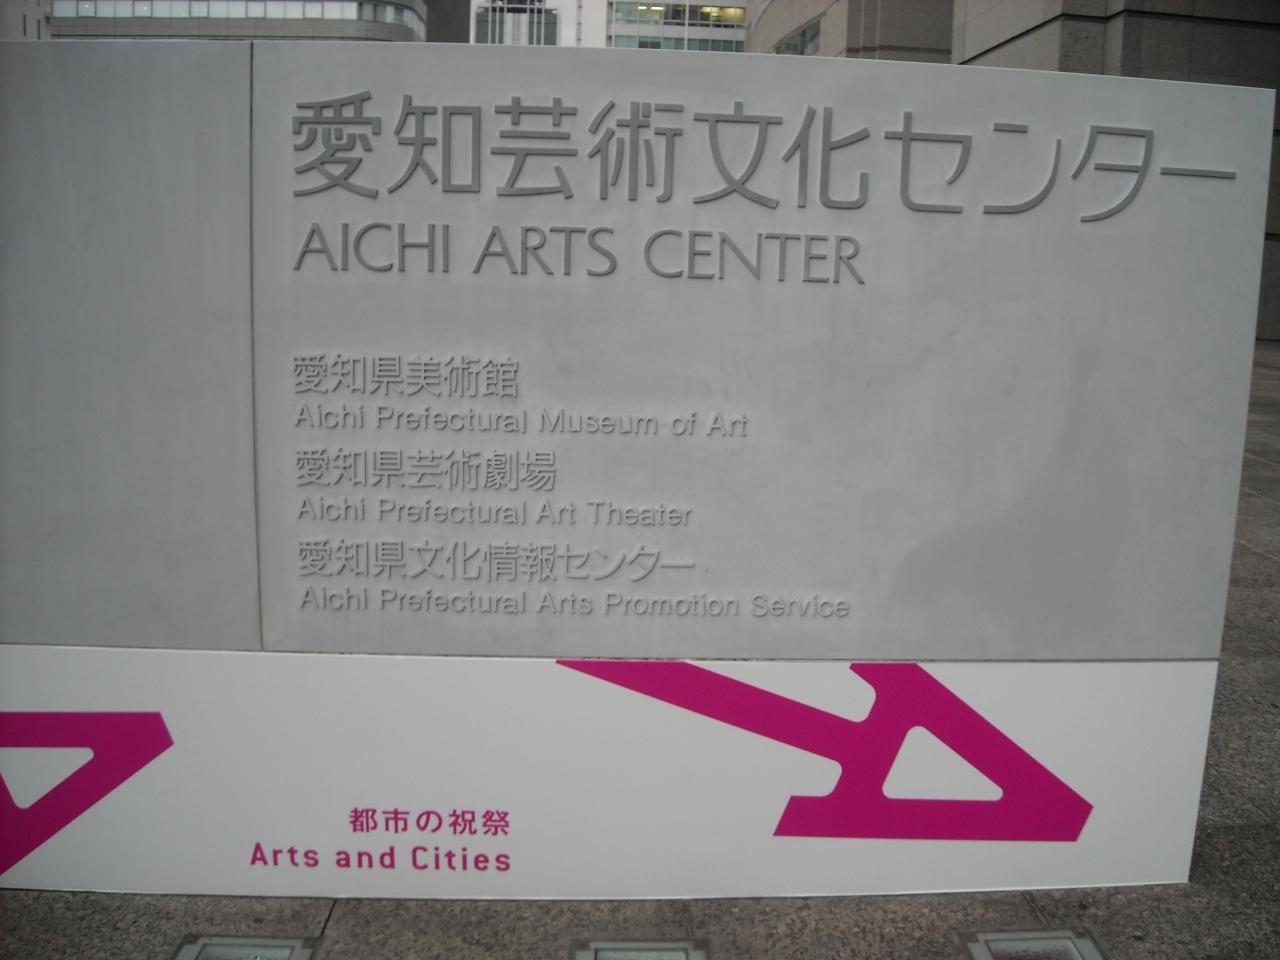 愛知芸術文化センター
AICHI ARTS CENTER
愛知県美術館
Aichi Prefectural Museum of Art
愛知県芸術劇場
Aichi Prefectural Art Theater
愛知県文化情報センター
Aichi Prefectural Arts Promotion Service
都市の祝祭
Arts and Cities